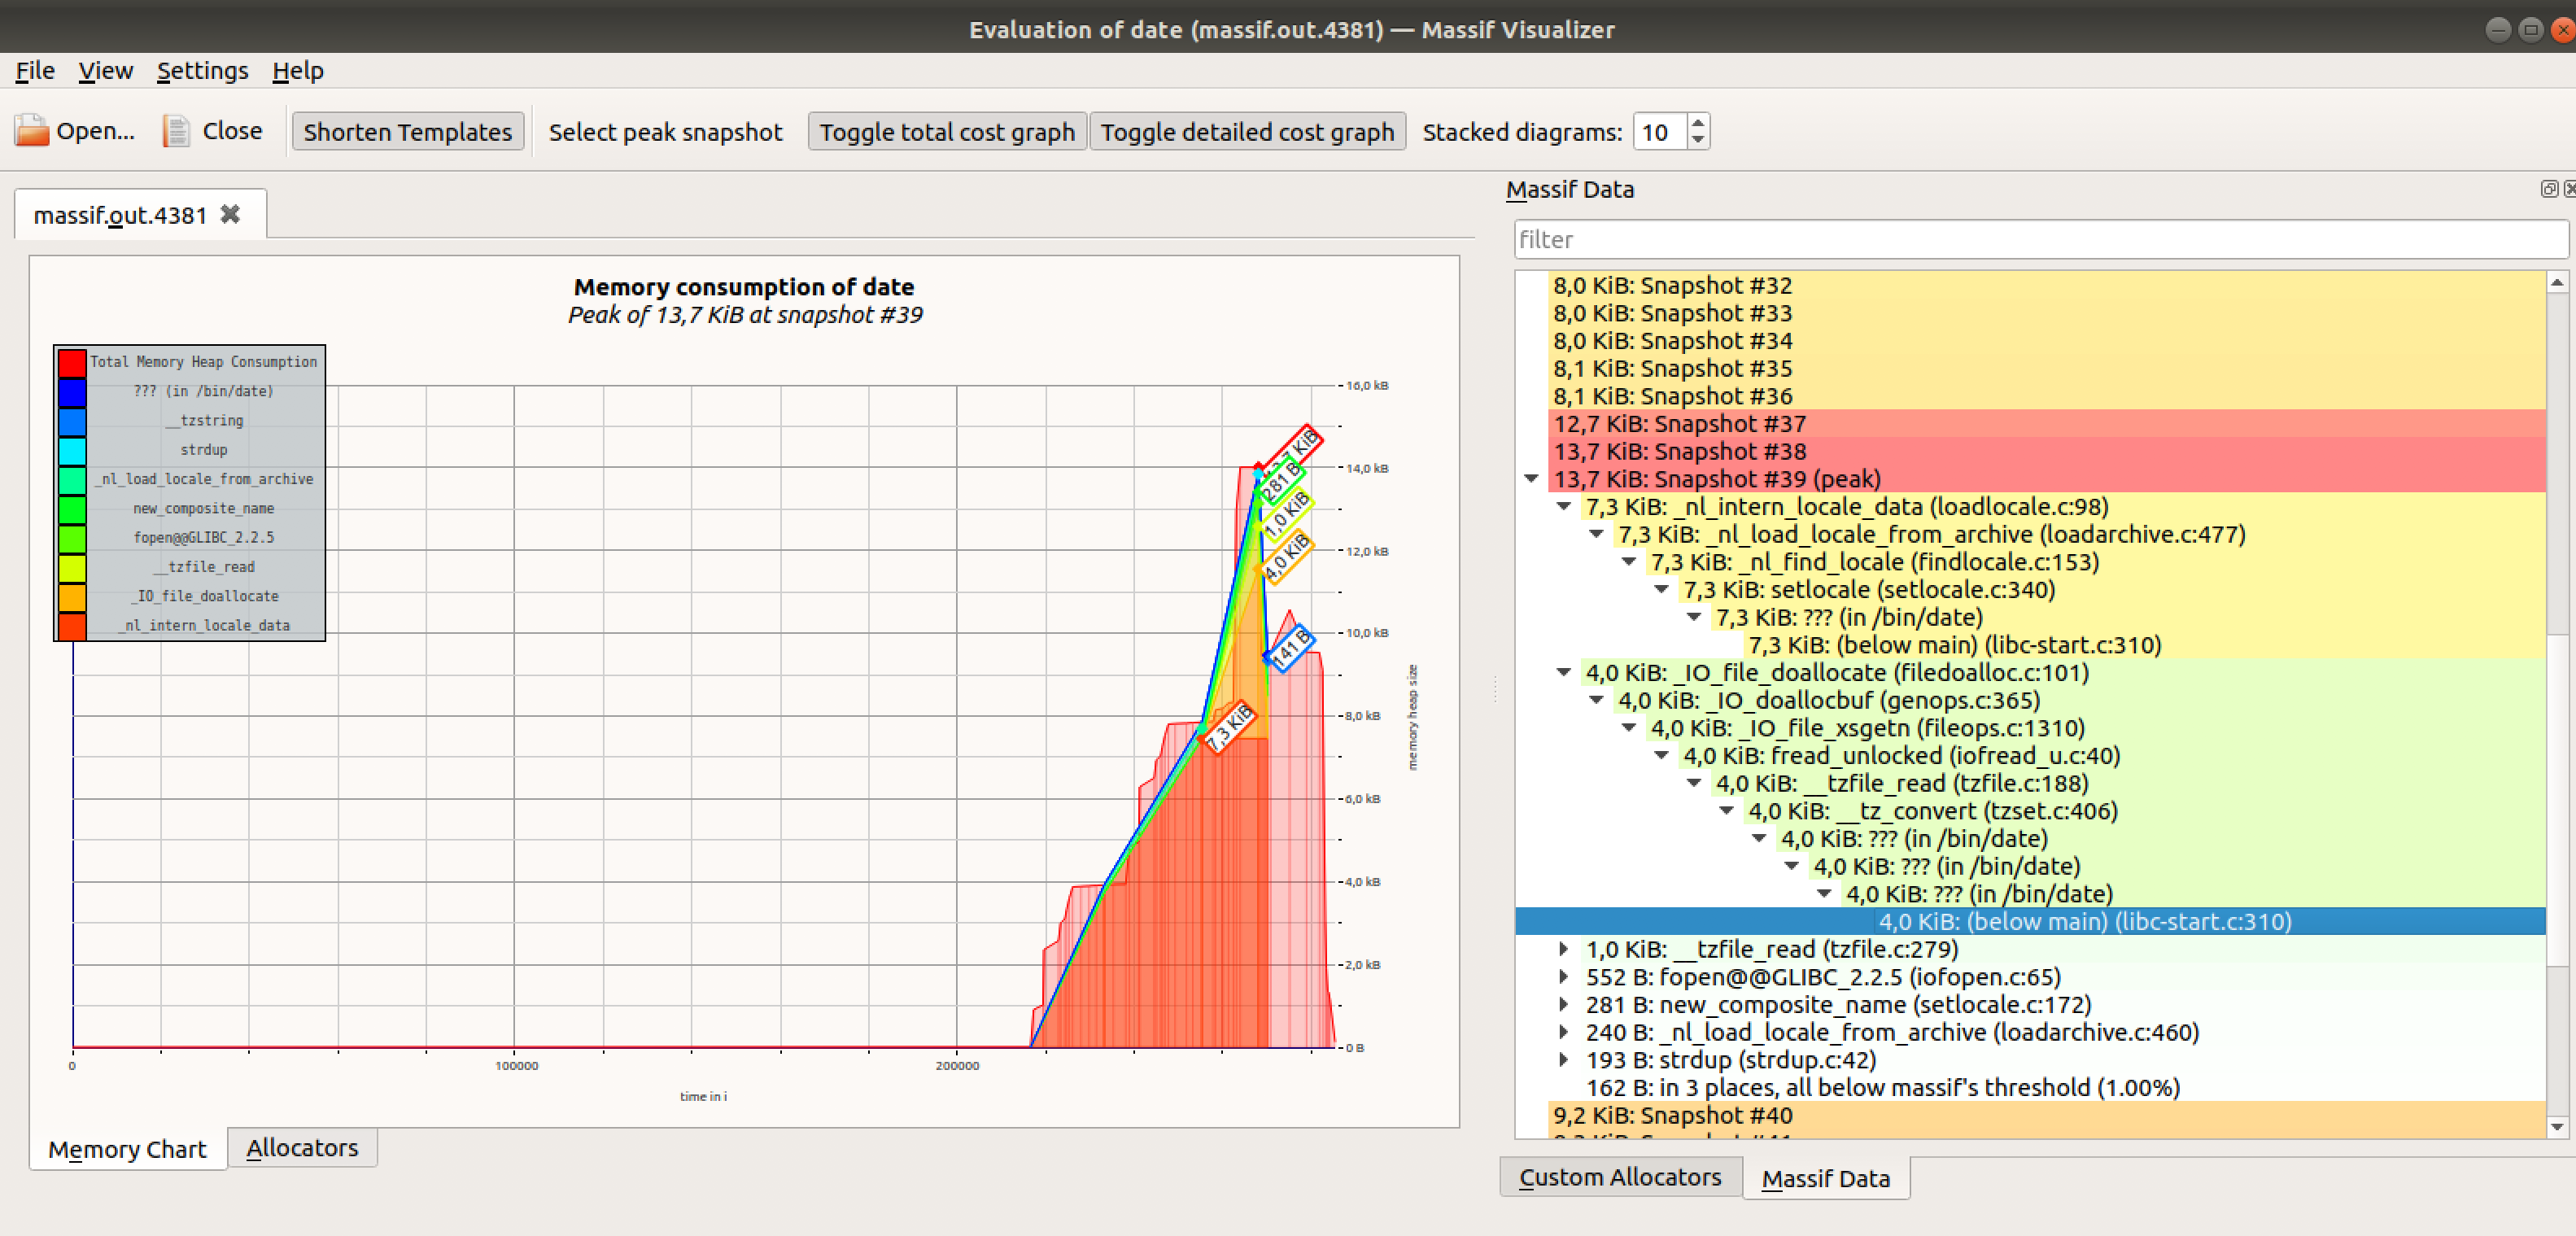 Evaluation of date (massif.out.4381) — Massif Visualizer
File View Settings Help
Open... Close Shorten Templates Select peak snapshot Toggle total cost graph Toggle detailed cost graph Stacked diagrams: 10
massif.out.4381
Memory consumption of date
Peak of 13,7 KiB at snapshot #39
Total Memory Heap Consumption
??? (in /bin/date)
__tzstring
strdup
_nl_load_locale_from_archive
new_composite_name
fopen@@GLIBC_2.2.5
__tzfile_read
_IO_file_doallocate
_nl_intern_locale_data
16,0 kB
14,0 kB
12,0 kB
10,0 kB
8,0 kB
6,0 kB
4,0 kB
2,0 kB
0 B
7 KiB
281 B
1,0 KiB
4,0 KiB
141 B
7,3 KiB
memory heap size
0
100000
200000
time in i
Memory Chart Allocators
Massif Data
filter
8,0 KiB: Snapshot #32
8,0 KiB: Snapshot #33
8,0 KiB: Snapshot #34
8,1 KiB: Snapshot #35
8,1 KiB: Snapshot #36
12,7 KiB: Snapshot #37
13,7 KiB: Snapshot #38
13,7 KiB: Snapshot #39 (peak)
7,3 KiB: _nl_intern_locale_data (loadlocale.c:98)
7,3 KiB: _nl_load_locale_from_archive (loadarchive.c:477)
7,3 KiB: _nl_find_locale (findlocale.c:153)
7,3 KiB: setlocale (setlocale.c:340)
7,3 KiB: ??? (in /bin/date)
7,3 KiB: (below main) (libc-start.c:310)
4,0 KiB: _IO_file_doallocate (filedoalloc.c:101)
4,0 KiB: _IO_doallocbuf (genops.c:365)
4,0 KiB: _IO_file_xsgetn (fileops.c:1310)
4,0 KiB: fread_unlocked (iofread_u.c:40)
4,0 KiB: __tzfile_read (tzfile.c:188)
4,0 KiB: __tz_convert (tzset.c:406)
4,0 KiB: ??? (in /bin/date)
4,0 KiB: ??? (in /bin/date)
4,0 KiB: ??? (in /bin/date)
4,0 KiB: (below main) (libc-start.c:310)
1,0 KiB: __tzfile_read (tzfile.c:279)
552 B: fopen@@GLIBC_2.2.5 (iofopen.c:65)
281 B: new_composite_name (setlocale.c:172)
240 B: _nl_load_locale_from_archive (loadarchive.c:460)
193 B: strdup (strdup.c:42)
162 B: in 3 places, all below massif's threshold (1.00%)
9,2 KiB: Snapshot #40
Custom Allocators Massif Data